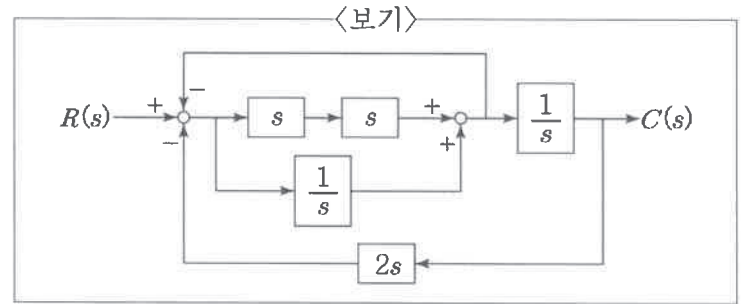 〈보기〉
−
R(s) + s s + 1/s C(s)
− +
1/s
2s